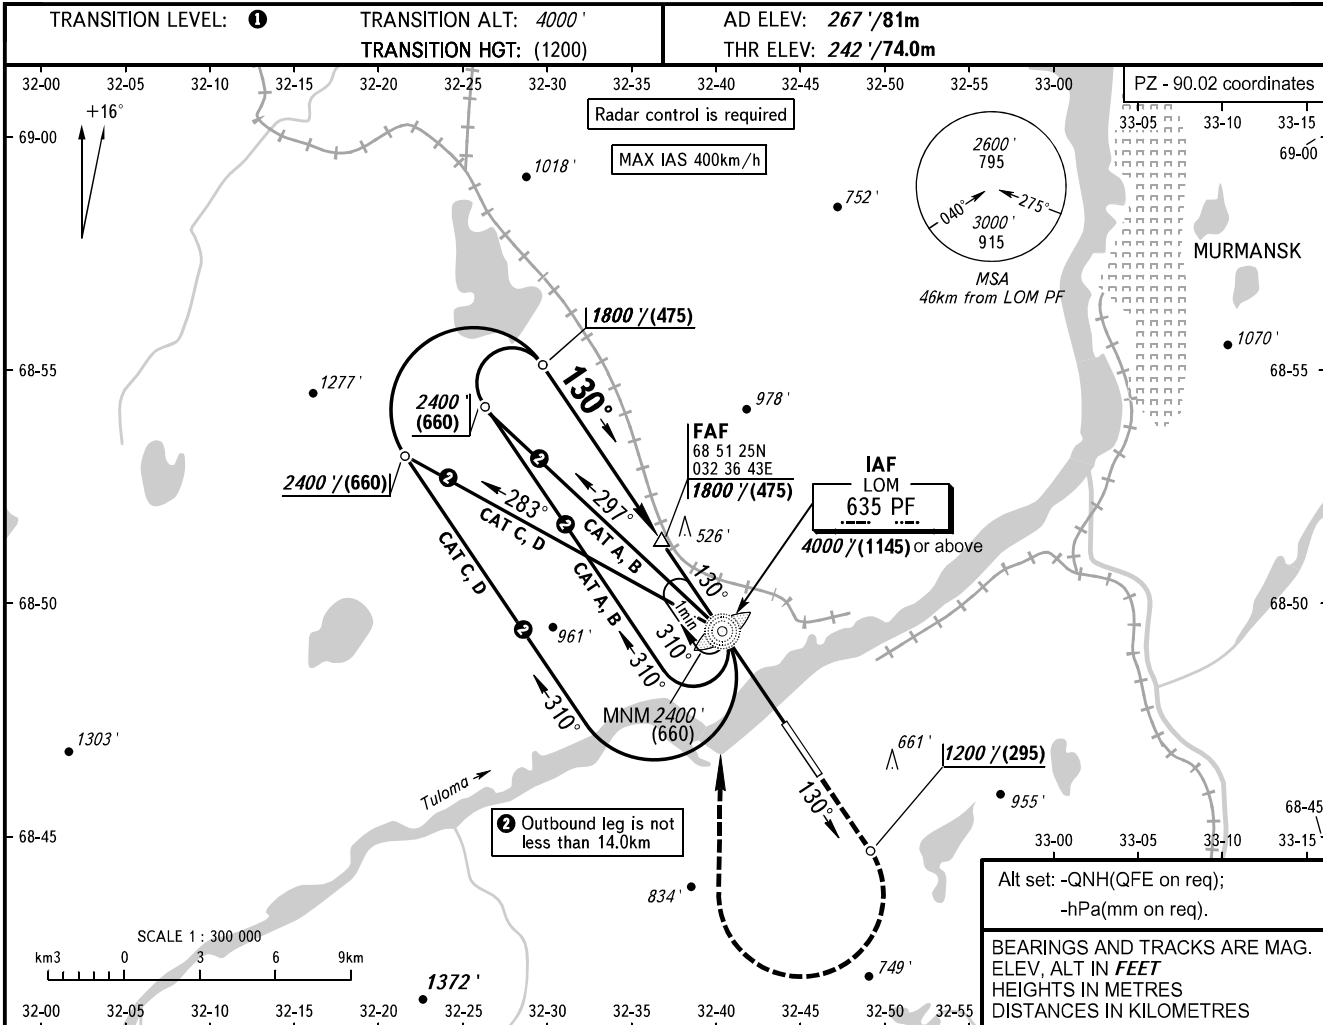 TRANSITION LEVEL: ❶
TRANSITION ALT: 4000 '
TRANSITION HGT: (1200)
AD ELEV: 267 '/81m
THR ELEV: 242 '/74.0m
32-00 32-05 32-10 32-15 32-20 32-25 32-30 32-35 32-40 32-45 32-50 32-55 33-00
PZ - 90.02 coordinates
33-05 33-10 33-15
69-00
69-00
+16°
Radar control is required
MAX IAS 400km/h
1018 '
752 '
2600 '
795
040° 275°
3000 '
915
MSA
46km from LOM PF
MURMANSK
1070 '
1800 '/(475)
68-55
68-55
1277 '
130°
978 '
2400 '
(660)
FAF
68 51 25N
032 36 43E
1800 '/(475)
IAF
LOM
635 PF
4000 '/(1145) or above
2400 '/(660)
2
2
283°
CAT C, D
297°
CAT A, B
2
526 '
CAT C, D
CAT A, B
130°
1min
68-50
68-50
2
961 '
310°
310°
310°
MNM 2400 '
(660)
1303 '
661 '
1200 '/(295)
Tuloma
130°
955 '
68-45
68-45
❷ Outbound leg is not
less than 14.0km
33-00 33-05 33-10 33-15
834 '
749 '
1372 '
Alt set: -QNH(QFE on req);
-hPa(mm on req).
SCALE 1 : 300 000
km3 0 3 6 9km
BEARINGS AND TRACKS ARE MAG.
ELEV, ALT IN FEET
HEIGHTS IN METRES
DISTANCES IN KILOMETRES
32-00 32-05 32-10 32-15 32-20 32-25 32-30 32-35 32-40 32-45 32-50 32-55